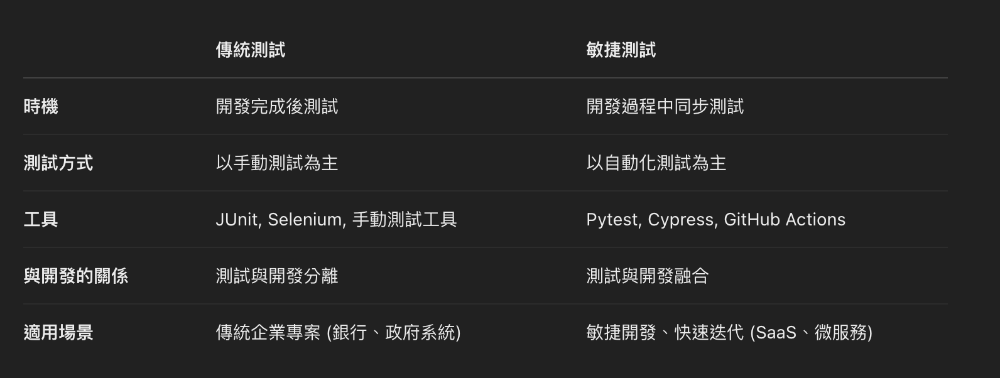 傳統測試 敏捷測試
時機 開發完成後測試 開發過程中同步測試
測試方式 以手動測試為主 以自動化測試為主
工具 JUnit, Selenium, 手動測試工具 Pytest, Cypress, GitHub Actions
與開發的關係 測試與開發分離 測試與開發融合
適用場景 傳統企業專案 (銀行、政府系統) 敏捷開發、快速迭代 (SaaS、微服務)